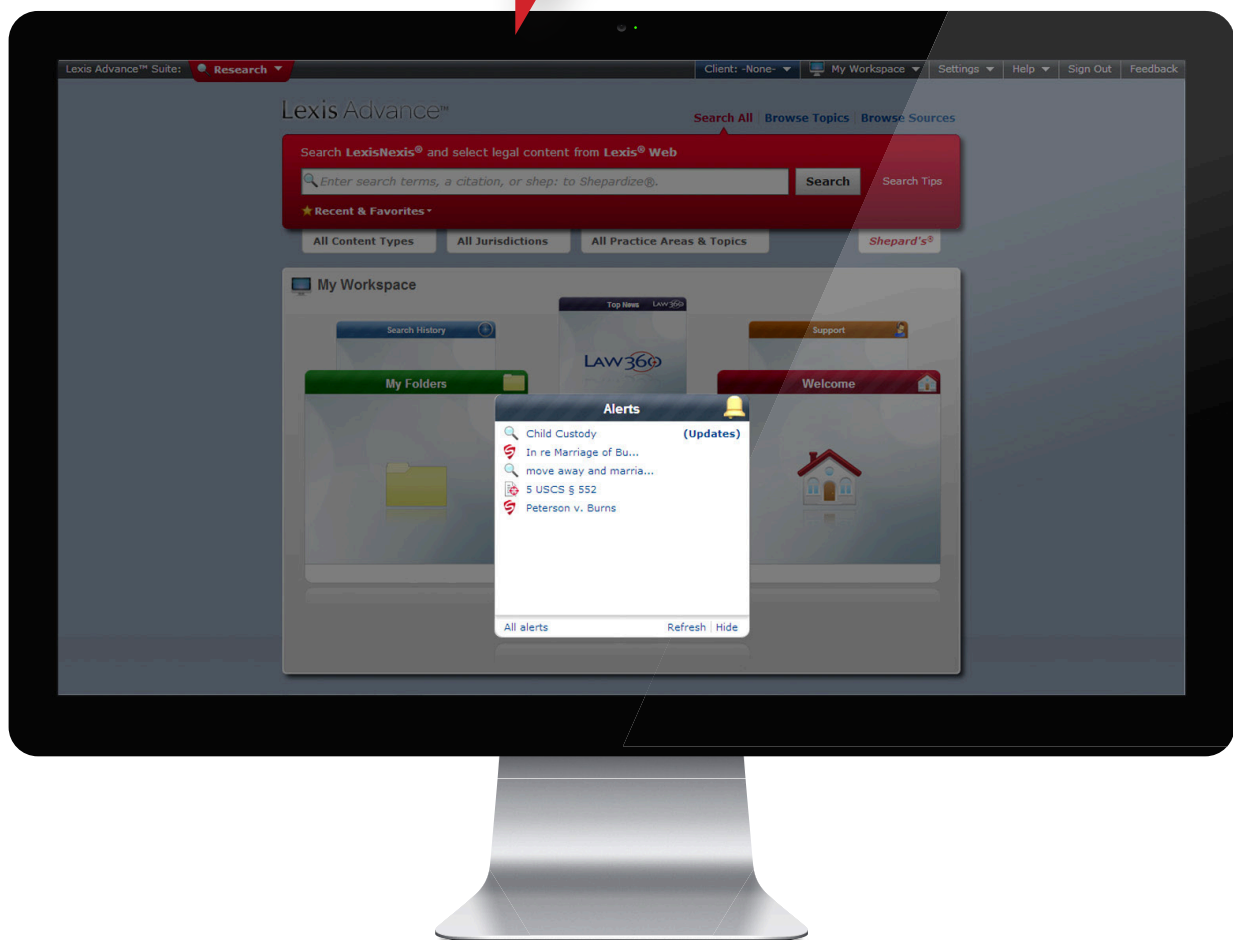 Lexis Advance™ Suite: Research Client: -None- My Workspace Settings Help Sign Out Feedback
Lexis Advance™
Search All Browse Topics Browse Sources
Search LexisNexis® and select legal content from Lexis® Web
Enter search terms, a citation, or shep: to Shepardize®. Search Search Tips
Recent & Favorites
All Content Types All Jurisdictions All Practice Areas & Topics Shepard's®
My Workspace
Top News LAW360
Search History Support
LAW360
My Folders Welcome
Alerts
Child Custody (Updates)
In re Marriage of Bu...
move away and marria...
5 USCS § 552
Peterson v. Burns
All alerts Refresh Hide